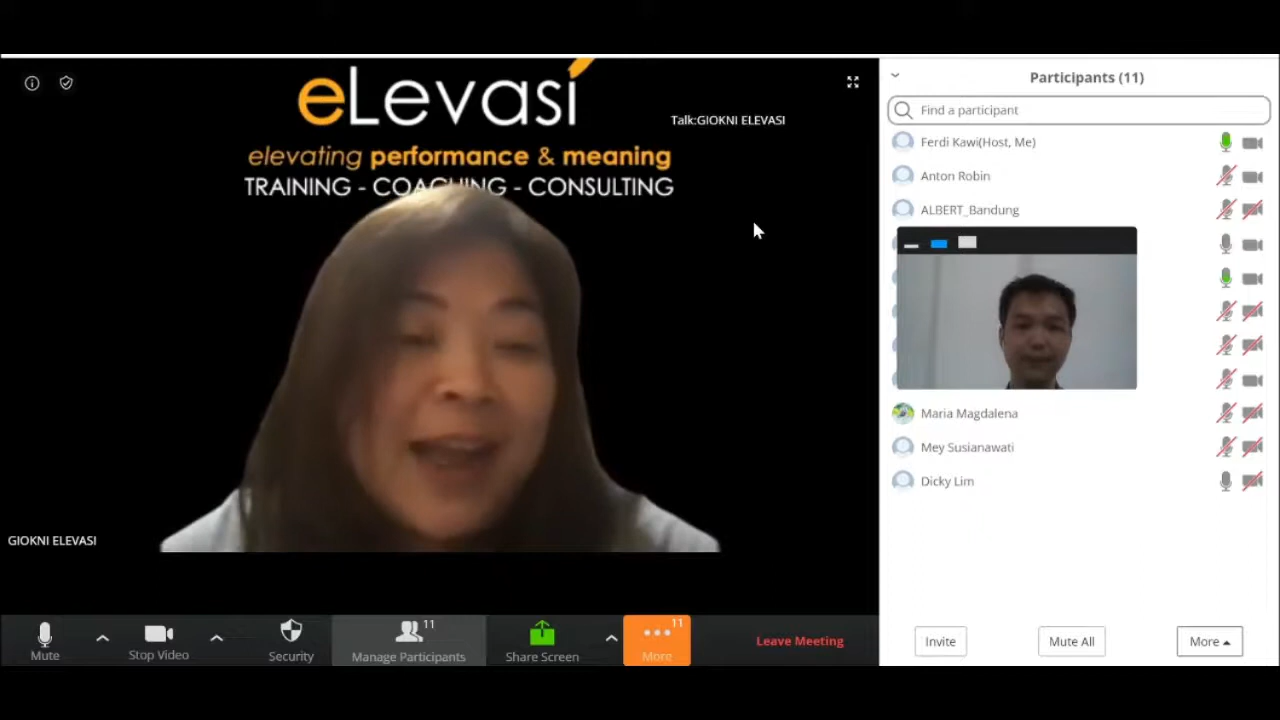 eLevasí
elevating performance & meaning
TRAINING - COACHING - CONSULTING
Talk:GIOKNI ELEVASI
GIOKNI ELEVASI
Mute
Stop Video
Security
11
Manage Participants
Share Screen
11
More
Leave Meeting
Participants (11)
Find a participant
Ferdi Kawi(Host, Me)
Anton Robin
ALBERT_Bandung
Maria Magdalena
Mey Susianawati
Dicky Lim
Invite
Mute All
More